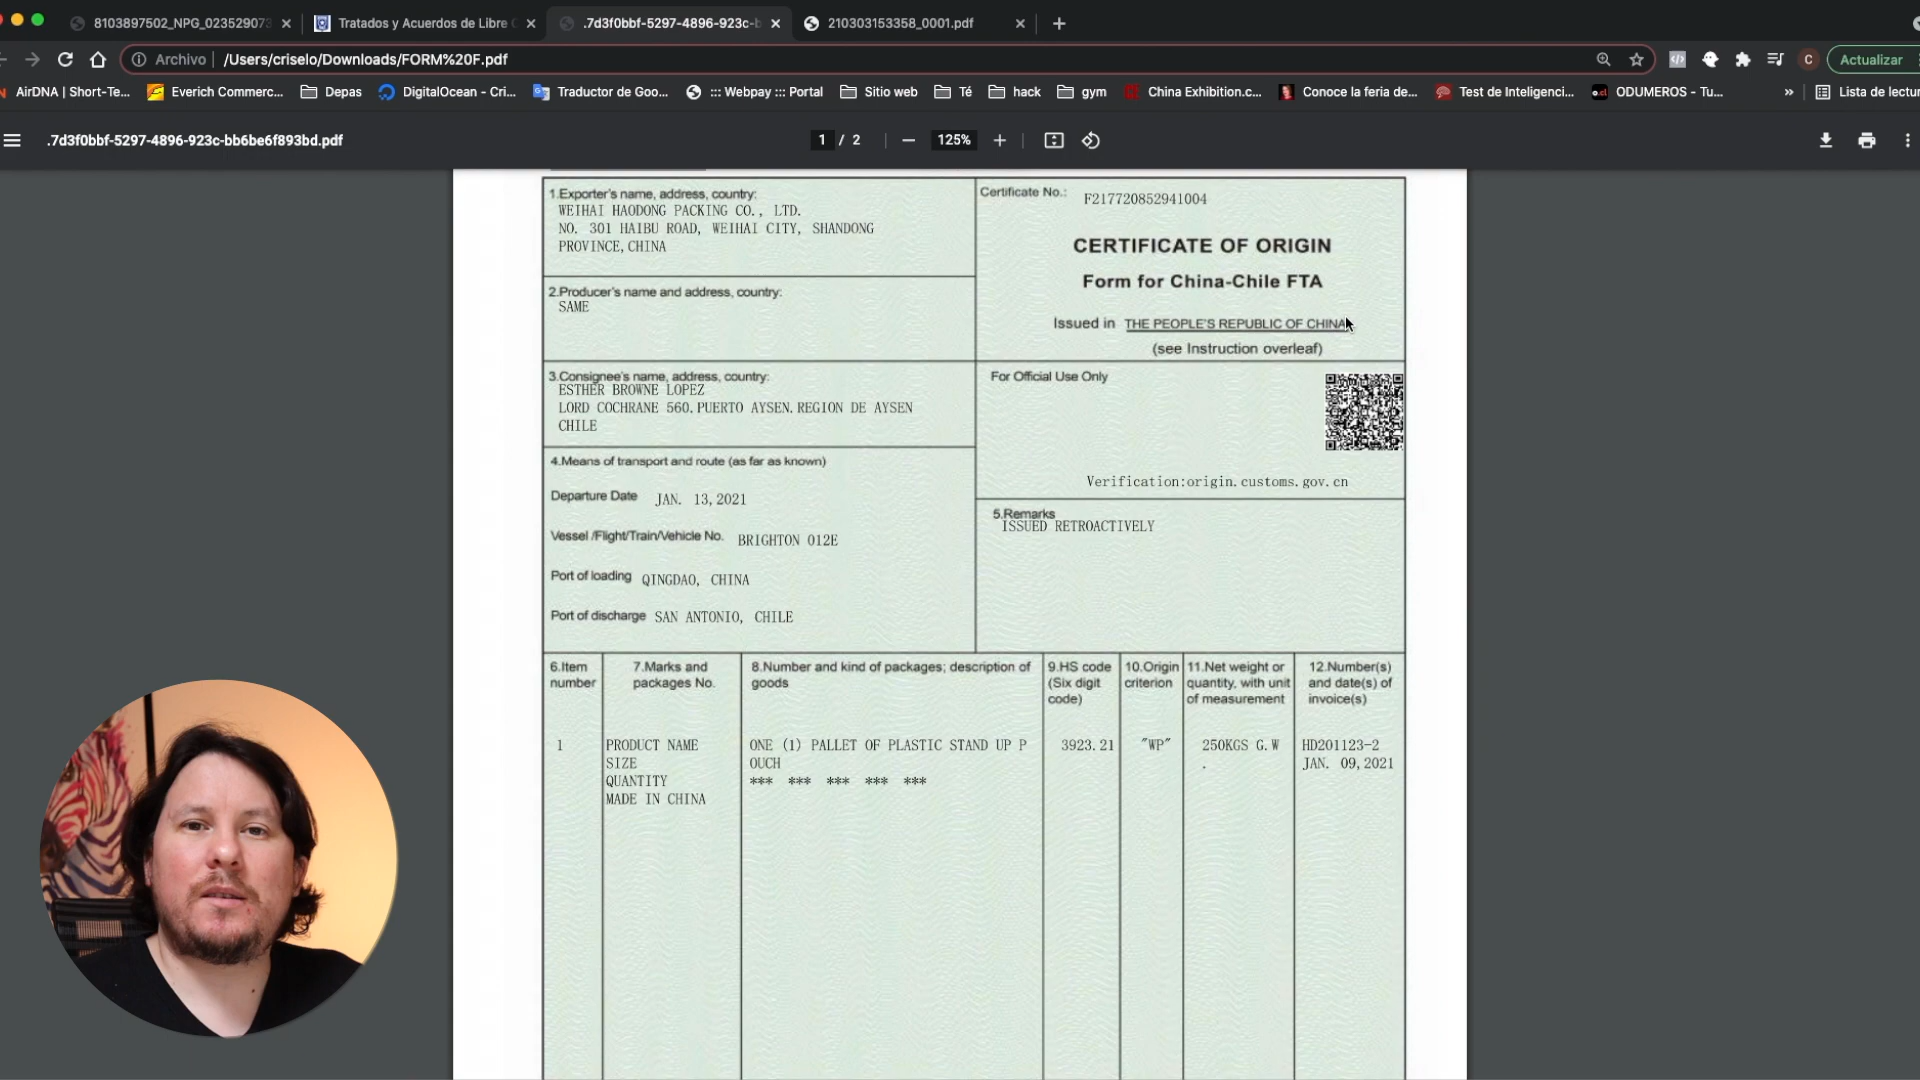 8103897502_NPG_023529073
Tratados y Acuerdos de Libre
.7d3f0bbf-5297-4896-923c-b
210303153358_0001.pdf
Archivo
/Users/criselo/Downloads/FORM%20F.pdf
C
Actualizar
AirDNA | Short-Te...
Everich Commerc...
Depas
DigitalOcean - Cri...
Traductor de Goo...
::: Webpay ::: Portal
Sitio web
Té
hack
gym
China Exhibition.c...
Conoce la feria de...
Test de Inteligenci...
ODUMEROS - Tu...
»
Lista de lectur
.7d3f0bbf-5297-4896-923c-bb6be6f893bd.pdf
1 / 2
125%
1.Exporter's name, address, country:
WEIHAI HAODONG PACKING CO., LTD.
NO. 301 HAIBU ROAD, WEIHAI CITY, SHANDONG
PROVINCE,CHINA
Certificate No.: F217720852941004
CERTIFICATE OF ORIGIN
Form for China-Chile FTA
Issued in THE PEOPLE'S REPUBLIC OF CHINA
(see Instruction overleaf)
2.Producer's name and address, country:
SAME
3.Consignee's name, address, country:
ESTHER BROWNE LOPEZ
LORD COCHRANE 560.PUERTO AYSEN.REGION DE AYSEN
CHILE
For Official Use Only
Verification:origin.customs.gov.cn
4.Means of transport and route (as far as known)
Departure Date JAN. 13,2021
Vessel /Flight/Train/Vehicle No. BRIGHTON 012E
Port of loading QINGDAO, CHINA
Port of discharge SAN ANTONIO, CHILE
5.Remarks
ISSUED RETROACTIVELY
6.Item
number
7.Marks and
packages No.
8.Number and kind of packages; description of
goods
9.HS code
(Six digit
code)
10.Origin
criterion
11.Net weight or
quantity, with unit
of measurement
12.Number(s)
and date(s) of
invoice(s)
1
PRODUCT NAME
SIZE
QUANTITY
MADE IN CHINA
ONE (1) PALLET OF PLASTIC STAND UP P
OUCH
*** *** *** *** ***
3923.21
"WP"
250KGS G.W
.
HD201123-2
JAN. 09,2021